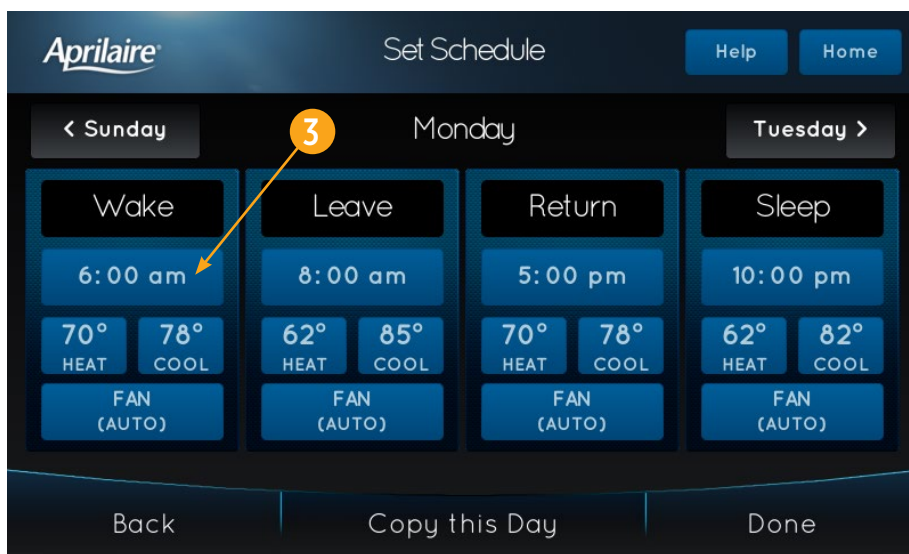 Aprilaire® Set Schedule Help Home
< Sunday 3 Monday Tuesday >
Wake Leave Return Sleep
6:00 am 8:00 am 5:00 pm 10:00 pm
70° 78° 62° 85° 70° 78° 62° 82°
HEAT COOL HEAT COOL HEAT COOL HEAT COOL
FAN FAN FAN FAN
(AUTO) (AUTO) (AUTO) (AUTO)
Back Copy this Day Done